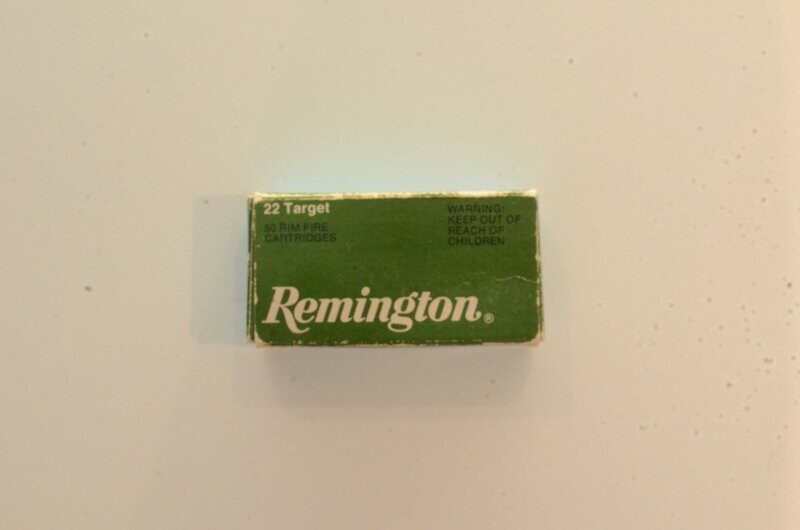 22 Target
50 RIM FIRE
CARTRIDGES
WARNING:
KEEP OUT OF
REACH OF
CHILDREN
Remington®